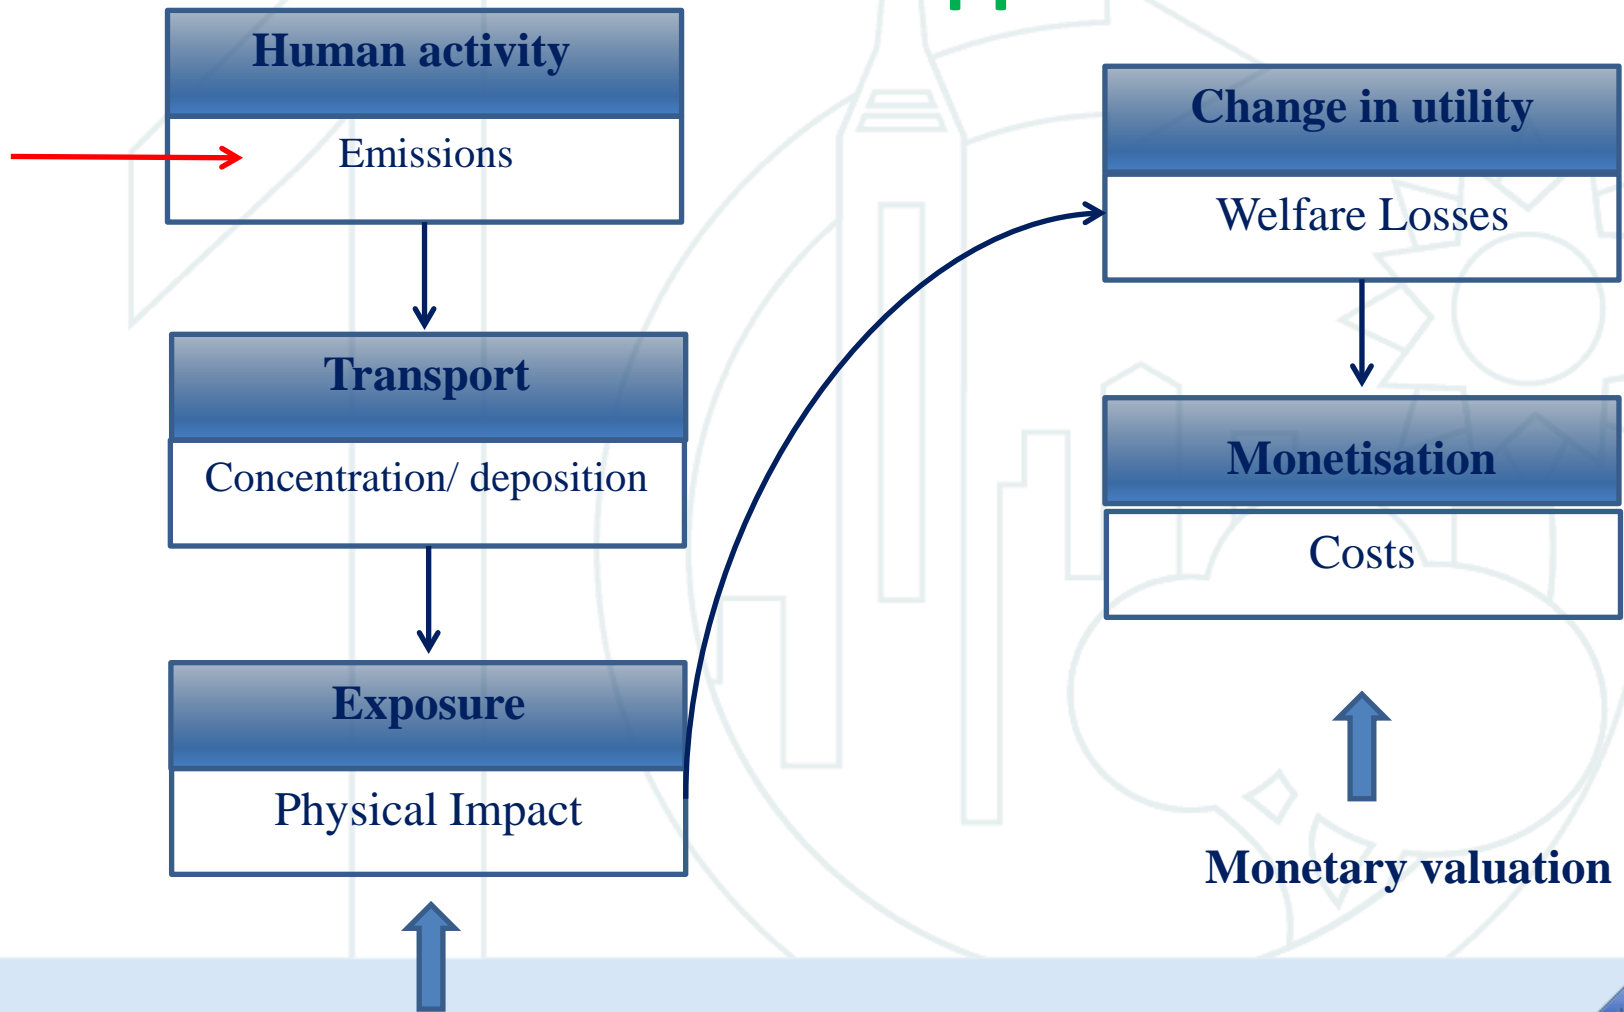 Human activity
Emissions
Transport
Concentration/ deposition
Exposure
Physical Impact
Change in utility
Welfare Losses
Monetisation
Costs
Monetary valuation